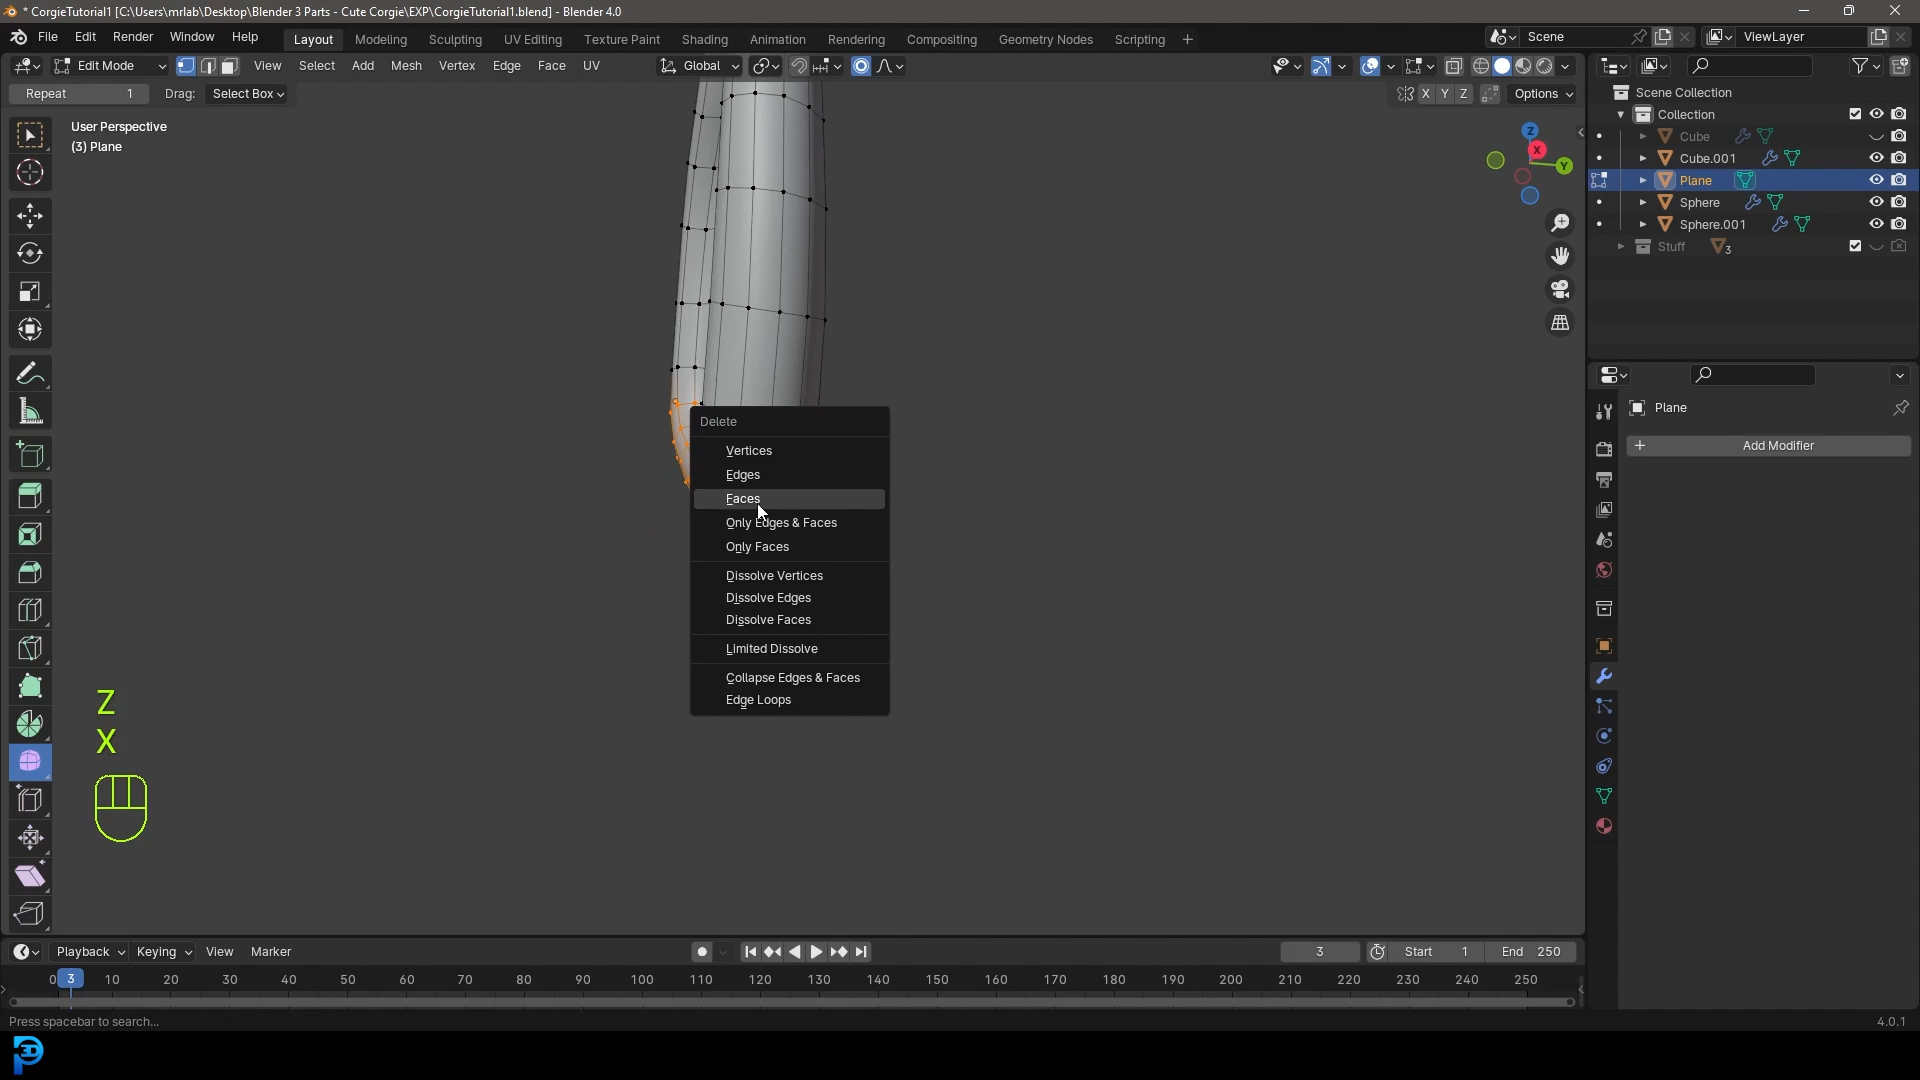 * CorgieTutorial1 [C:\Users\mrlab\Desktop\Blender 3 Parts - Cute Corgie\EXP\CorgieTutorial1.blend] - Blender 4.0
File Edit Render Window Help Layout Modeling Sculpting UV Editing Texture Paint Shading Animation Rendering Compositing Geometry Nodes Scripting + Scene ViewLayer
Edit Mode View Select Add Mesh Vertex Edge Face UV Global
Repeat 1 Drag: Select Box X Y Z Options
User Perspective
(3) Plane
Z
X
Y
Scene Collection
Collection
Cube
Cube.001
Plane
Sphere
Sphere.001
Stuff 3
Plane
+ Add Modifier
Delete
Vertices
Edges
Faces
Only Edges & Faces
Only Faces
Dissolve Vertices
Dissolve Edges
Dissolve Faces
Limited Dissolve
Collapse Edges & Faces
Edge Loops
Z
X
Playback Keying View Marker 3 Start 1 End 250
0 3 10 20 30 40 50 60 70 80 90 100 110 120 130 140 150 160 170 180 190 200 210 220 230 240 250
Press spacebar to search... 4.0.1